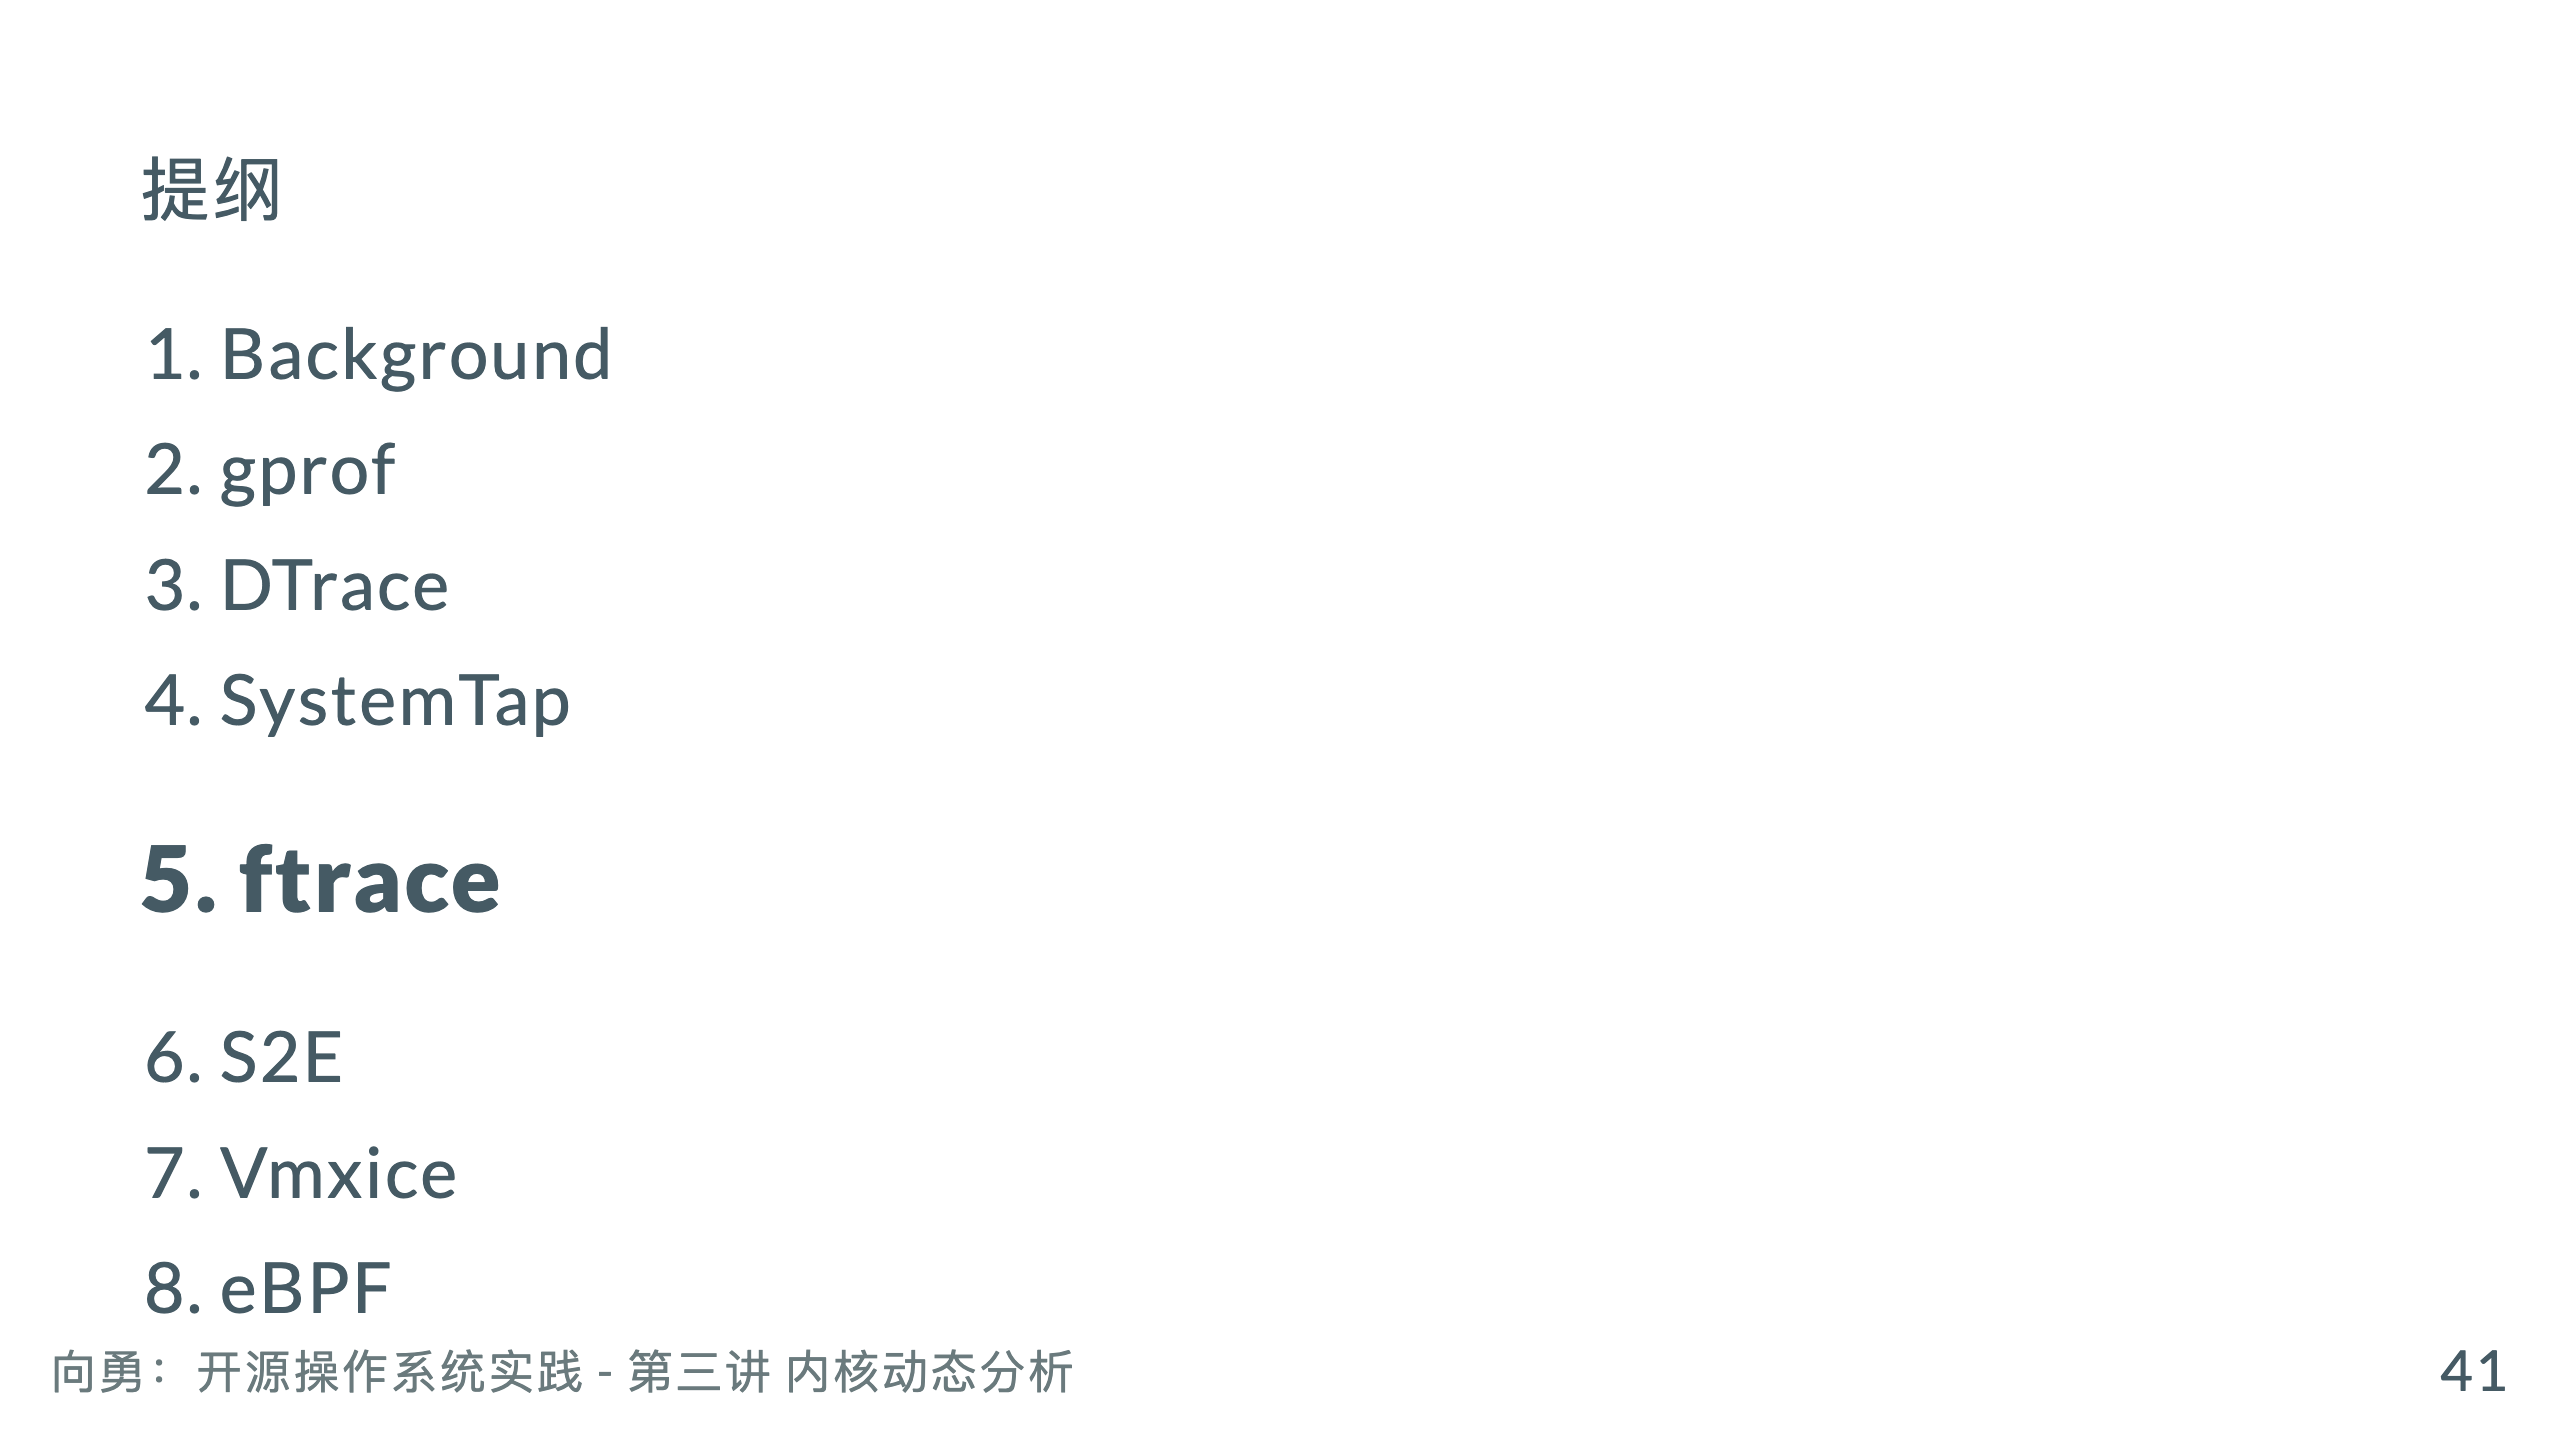 提纲
1. Background
2. gprof
3. DTrace
4. SystemTap
5. ftrace
6. S2E
7. Vmxice
8. eBPF
向勇：开源操作系统实践 - 第三讲 内核动态分析
41